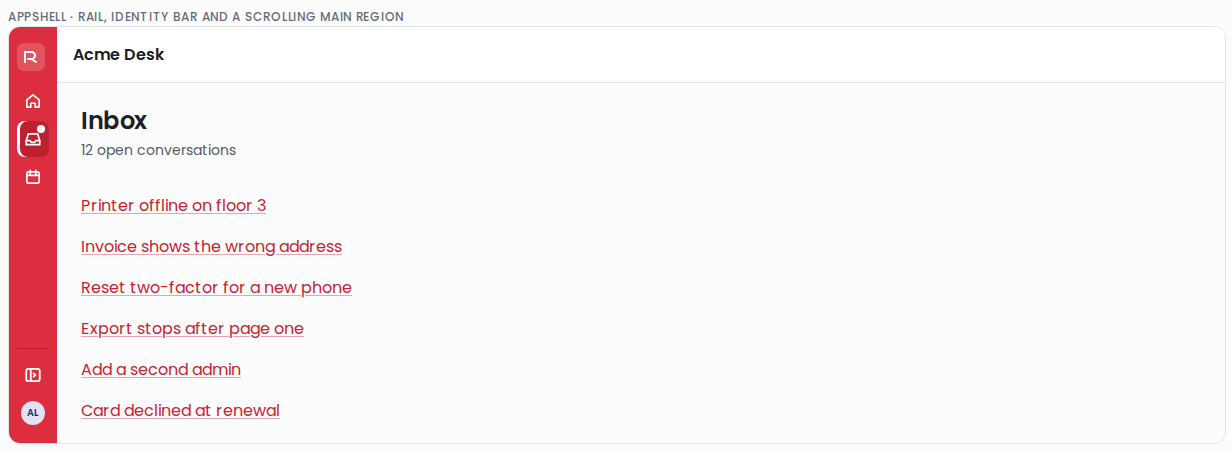 APPSHELL · RAIL, IDENTITY BAR AND A SCROLLING MAIN REGION
R
Acme Desk
Inbox
12 open conversations
Printer offline on floor 3
Invoice shows the wrong address
Reset two-factor for a new phone
Export stops after page one
Add a second admin
Card declined at renewal
AL